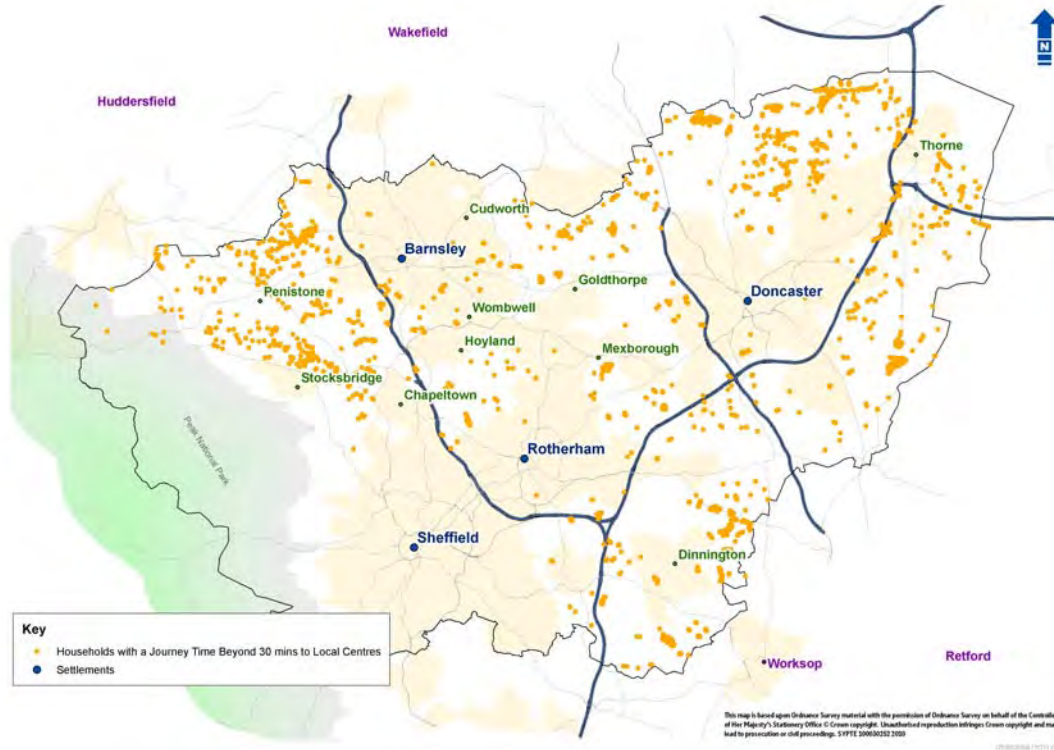 Wakefield
N
Huddersfield
Thorne
Cudworth
Barnsley
Goldthorpe
Penistone
Doncaster
Wombwell
Hoyland
Mexborough
Stocksbridge
Chapeltown
Peak National Park
Rotherham
Sheffield
Dinnington
Key
Households with a Journey Time Beyond 30 mins to Local Centres
Settlements
Worksop
Retford
This map is based upon Ordnance Survey material with the permission of Ordnance Survey on behalf of the Controlle
of Her Majesty's Stationery Office © Crown copyright. Unauthorised reproduction infringes Crown copyright and ma
lead to prosecution or civil proceedings. SYPTE 100030252 2010